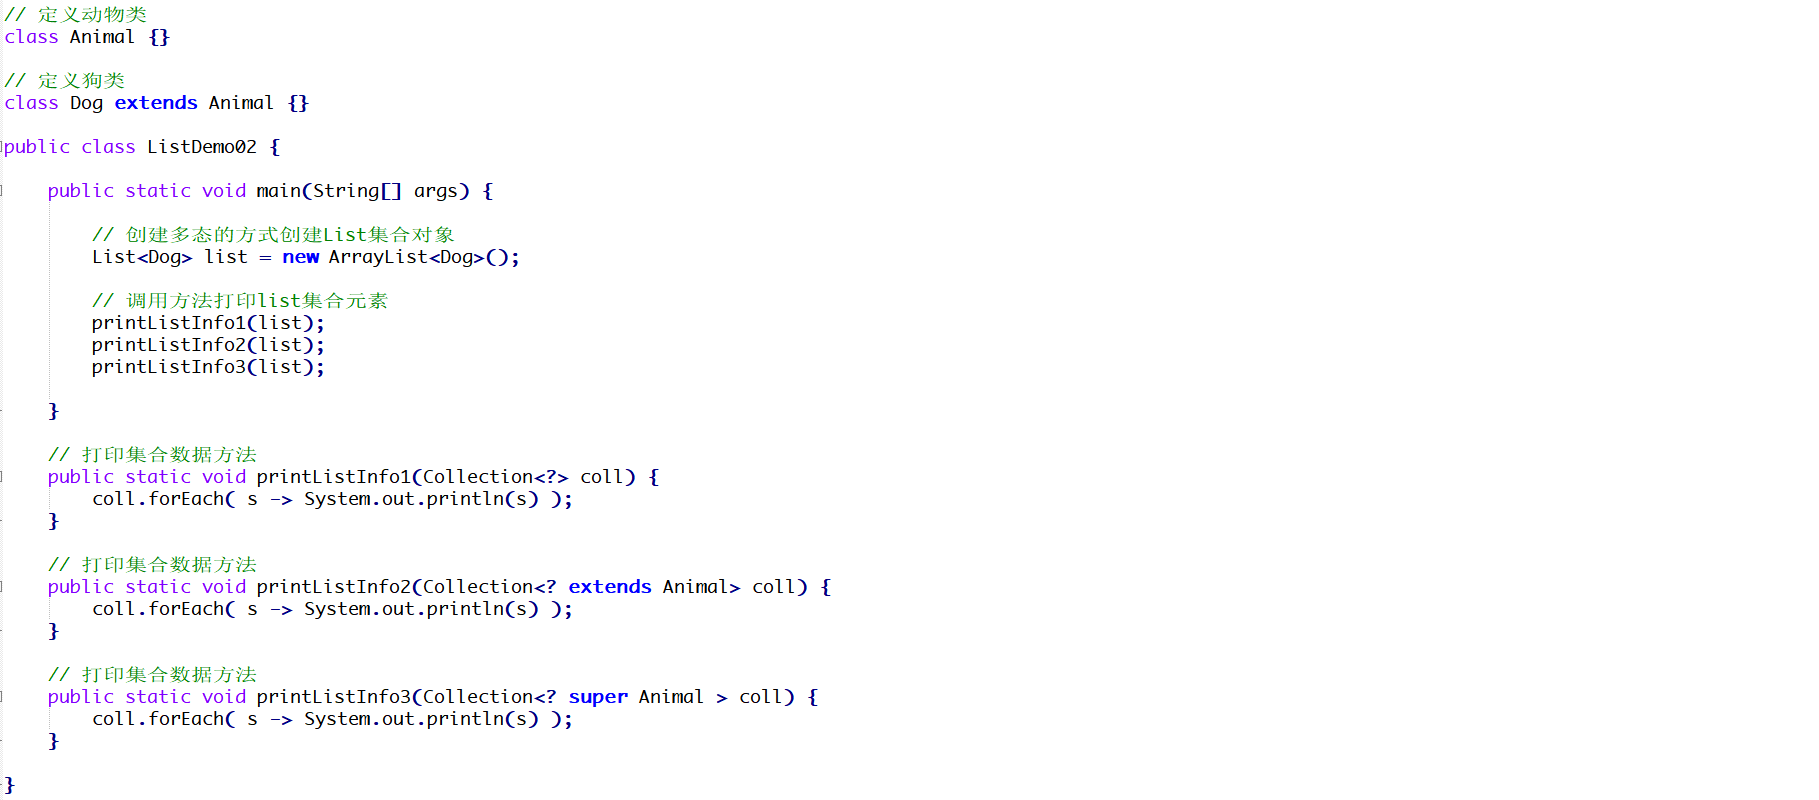 // 定义动物类
class Animal {}
// 定义狗类
class Dog extends Animal {}
public class ListDemo02 {
public static void main(String[] args) {
// 创建多态的方式创建List集合对象
List<Dog> list = new ArrayList<Dog>();
// 调用方法打印list集合元素
printListInfo1(list);
printListInfo2(list);
printListInfo3(list);
}
// 打印集合数据方法
public static void printListInfo1(Collection<?> coll) {
coll.forEach( s -> System.out.println(s) );
}
// 打印集合数据方法
public static void printListInfo2(Collection<? extends Animal> coll) {
coll.forEach( s -> System.out.println(s) );
}
// 打印集合数据方法
public static void printListInfo3(Collection<? super Animal > coll) {
coll.forEach( s -> System.out.println(s) );
}
}